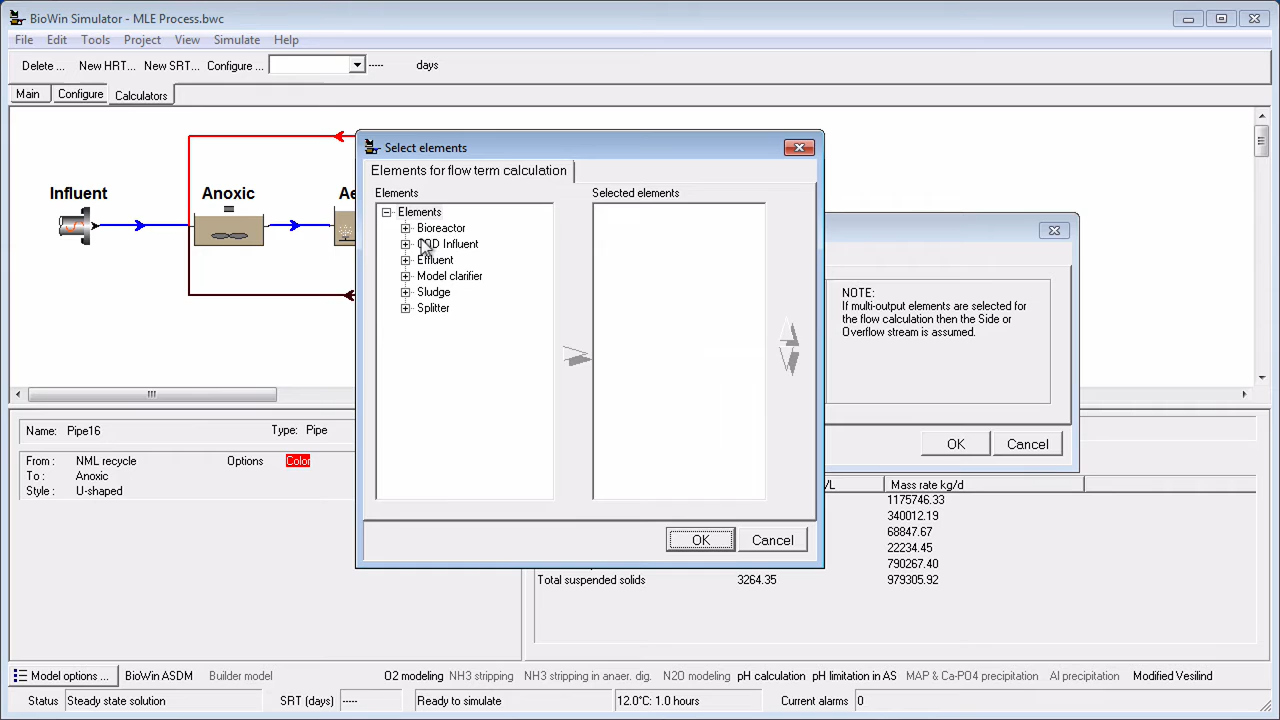 BioWin Simulator - MLE Process.bwc
File Edit Tools Project View Simulate Help
Delete ... New HRT... New SRT... Configure ... ----- days
Main Configure Calculators
Influent
Anoxic
Ae
Select elements
Elements for flow term calculation
Elements
Selected elements
Elements
Bioreactor
Influent
Effluent
Model clarifier
Sludge
Splitter
OK Cancel
NOTE:
If multi-output elements are selected for
the flow calculation then the Side or
Overflow stream is assumed.
OK Cancel
Name: Pipe16 Type: Pipe
From : NML recycle Options Color
To : Anoxic
Style : U-shaped
/L Mass rate kg/d
1175746.33
340012.19
68847.67
22234.45
790267.40
Total suspended solids 3264.35 979305.92
Model options ... BioWin ASDM Builder model O2 modeling NH3 stripping NH3 stripping in anaer. dig. N2O modeling pH calculation pH limitation in AS MAP & Ca-PO4 precipitation Al precipitation Modified Vesilind
Status Steady state solution SRT (days) ----- Ready to simulate 12.0°C: 1.0 hours Current alarms 0